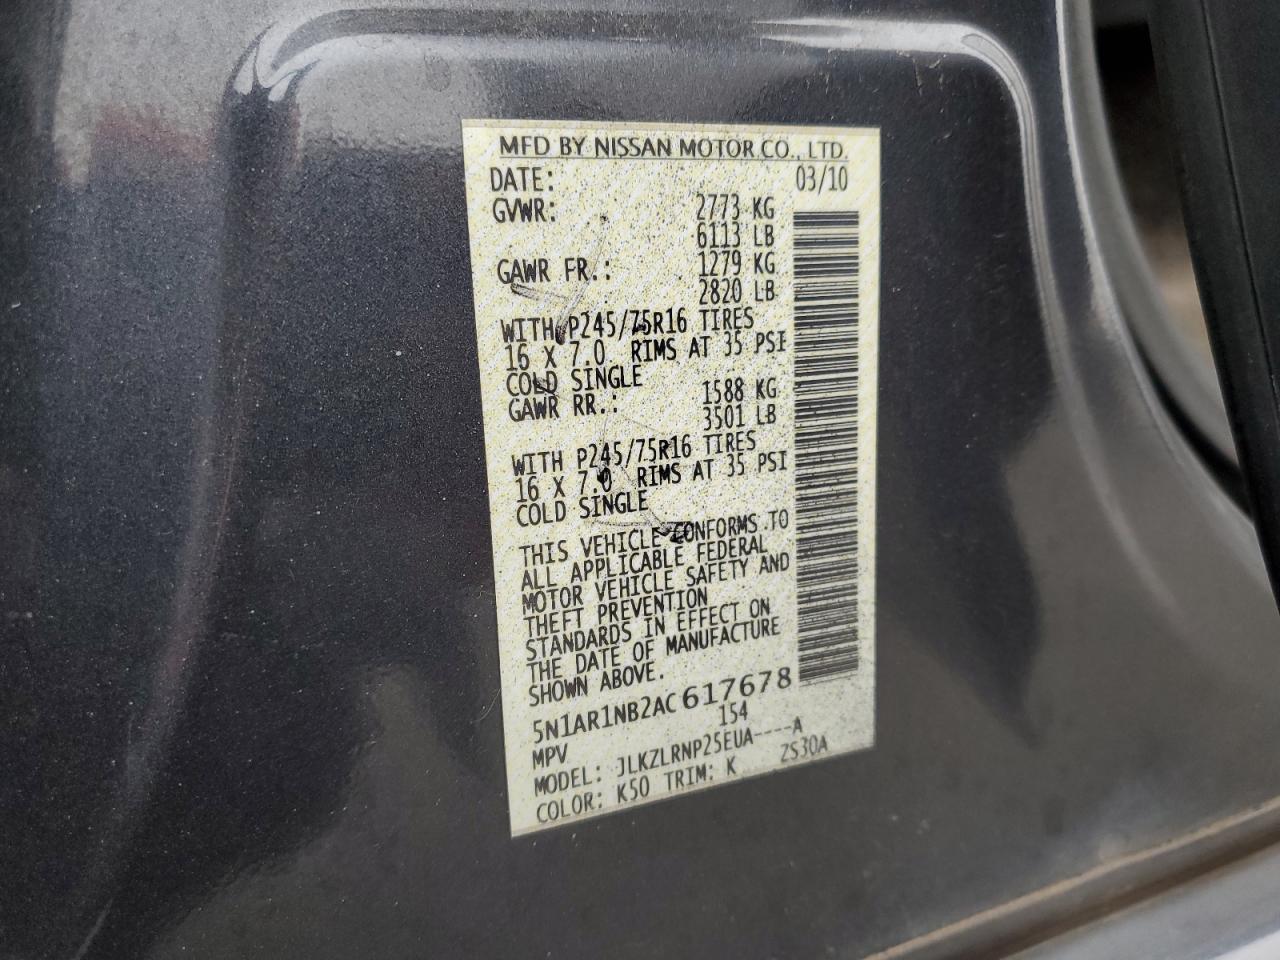 MFD BY NISSAN MOTOR CO., LTD.
DATE: 03/10
GVWR: 2773 KG
6113 LB
GAWR FR.: 1279 KG
2820 LB
WITH P245/75R16 TIRES
16 X 7.0 RIMS AT 35 PSI
COLD SINGLE
GAWR RR.: 1588 KG
3501 LB
WITH P245/75R16 TIRES
16 X 7.0 RIMS AT 35 PSI
COLD SINGLE
THIS VEHICLE CONFORMS TO
ALL APPLICABLE FEDERAL
MOTOR VEHICLE SAFETY AND
THEFT PREVENTION
STANDARDS IN EFFECT ON
THE DATE OF MANUFACTURE
SHOWN ABOVE.
5N1AR1NB2AC617678
MPV 154
MODEL: JLKZLRNP25EUA----A
COLOR: K50 TRIM: K ZS30A